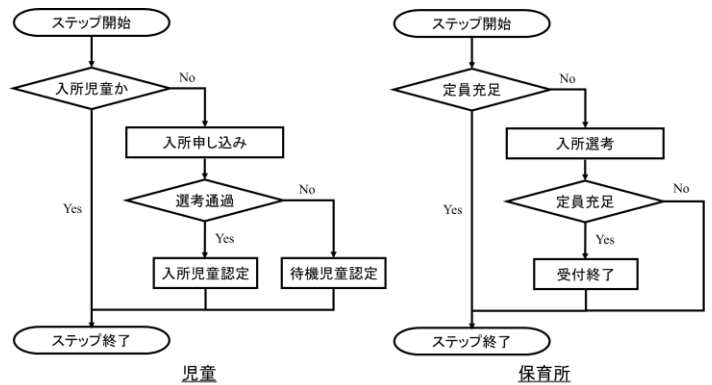 ステップ開始
入所児童か
No
入所申し込み
選考通過
No
Yes
Yes
入所児童認定
待機児童認定
ステップ終了
児童
ステップ開始
定員充足
No
入所選考
定員充足
No
Yes
Yes
受付終了
ステップ終了
保育所